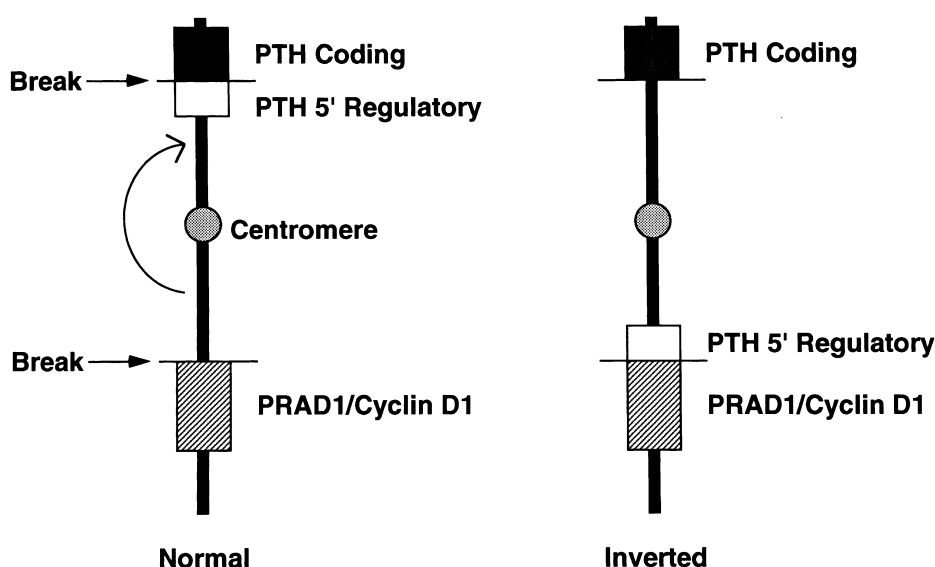 PTH Coding
Break
PTH 5' Regulatory
Centromere
Break
PRAD1/Cyclin D1
Normal
PTH Coding
PTH 5' Regulatory
PRAD1/Cyclin D1
Inverted